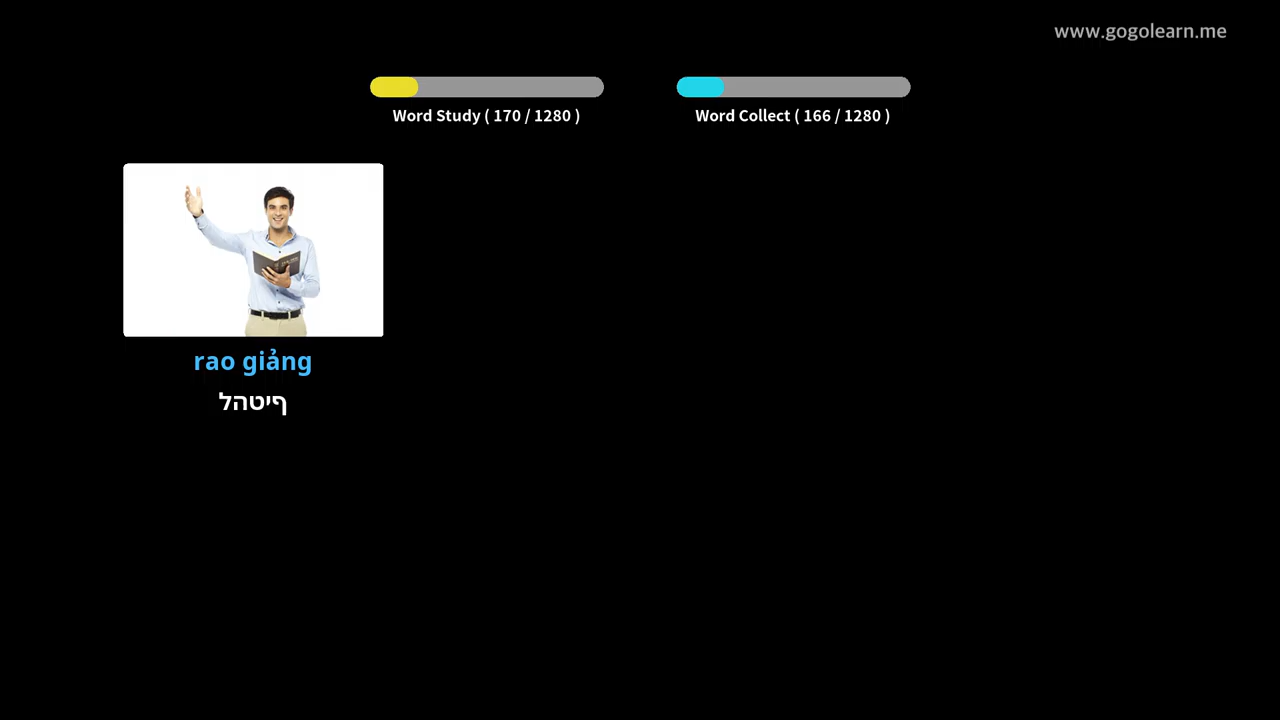 www.gogolearn.me
Word Study ( 170 / 1280 )
Word Collect ( 166 / 1280 )
rao giảng
ףיטהל